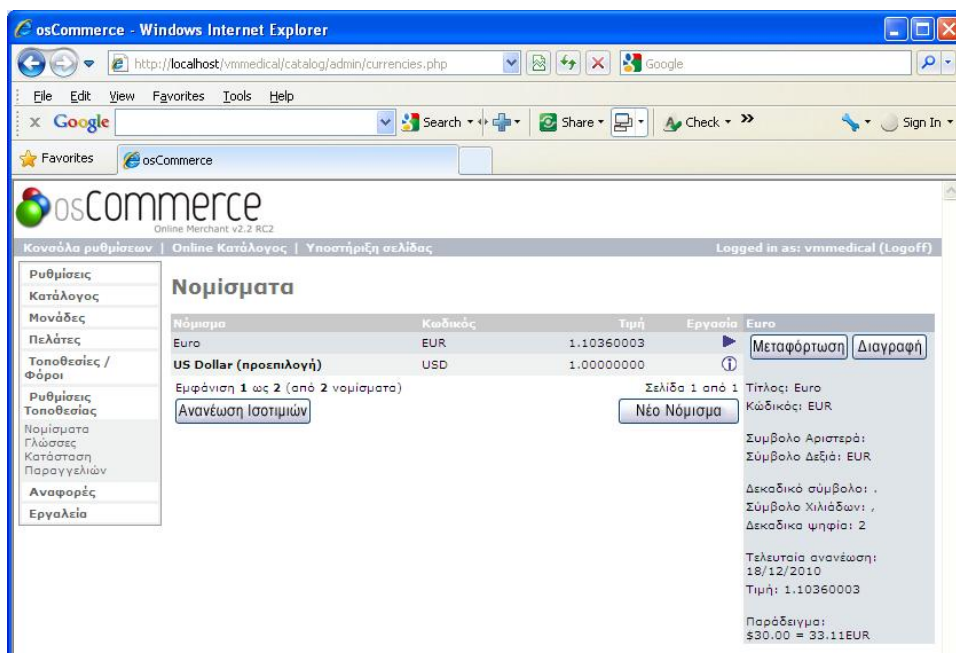 osCommerce - Windows Internet Explorer
http://localhost/vmmedical/catalog/admin/currencies.php
Google
File Edit View Favorites Tools Help
x Google Search Share Check » Sign In
Favorites osCommerce
osCommerce
Online Merchant v2.2 RC2
Κονσόλα ρυθμίσεων | Online Κατάλογος | Υποστήριξη σελίδας Logged in as: vmmedical (Logoff)
Ρυθμίσεις
Κατάλογος
Μονάδες
Πελάτες
Τοποθεσίες /
Φόροι
Ρυθμίσεις
Τοποθεσίας
Νομίσματα
Γλώσσες
Κατάσταση
Παραγγελιών
Αναφορές
Εργαλεία
Νομίσματα
Νόμισμα Κωδικός Τιμή Εργασία
Euro EUR 1.10360003
US Dollar (προεπιλογή) USD 1.00000000
Εμφάνιση 1 ως 2 (από 2 νομίσματα) Σελίδα 1 από 1
Ανανέωση Ισοτιμιών Νέο Νόμισμα
Euro
Μεταφόρτωση Διαγραφή
Τίτλος: Euro
Κώδικός: EUR
Συμβολο Αριστερά:
Σύμβολο Δεξιά: EUR
Δεκαδικό σύμβολο: .
Σύμβολο Χιλιάδων: ,
Δεκαδικα ψηφία: 2
Τελευταία ανανέωση:
18/12/2010
Τιμή: 1.10360003
Παράδειγμα:
$30.00 = 33.11EUR